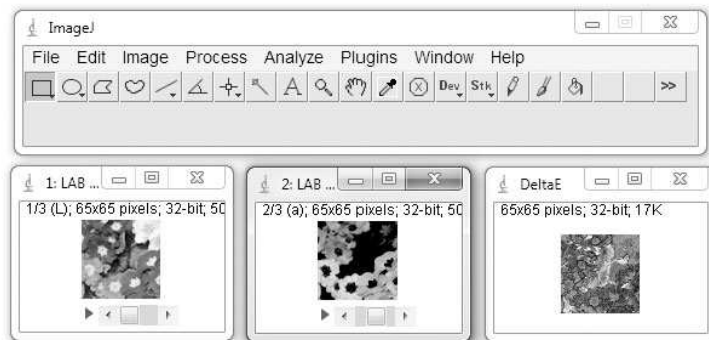 ImageJ
File Edit Image Process Analyze Plugins Window Help
A Dev Stk >>
1: LAB ...
1/3 (L); 65x65 pixels; 32-bit; 50
2: LAB ...
2/3 (a); 65x65 pixels; 32-bit; 50
DeltaE
65x65 pixels; 32-bit; 17K